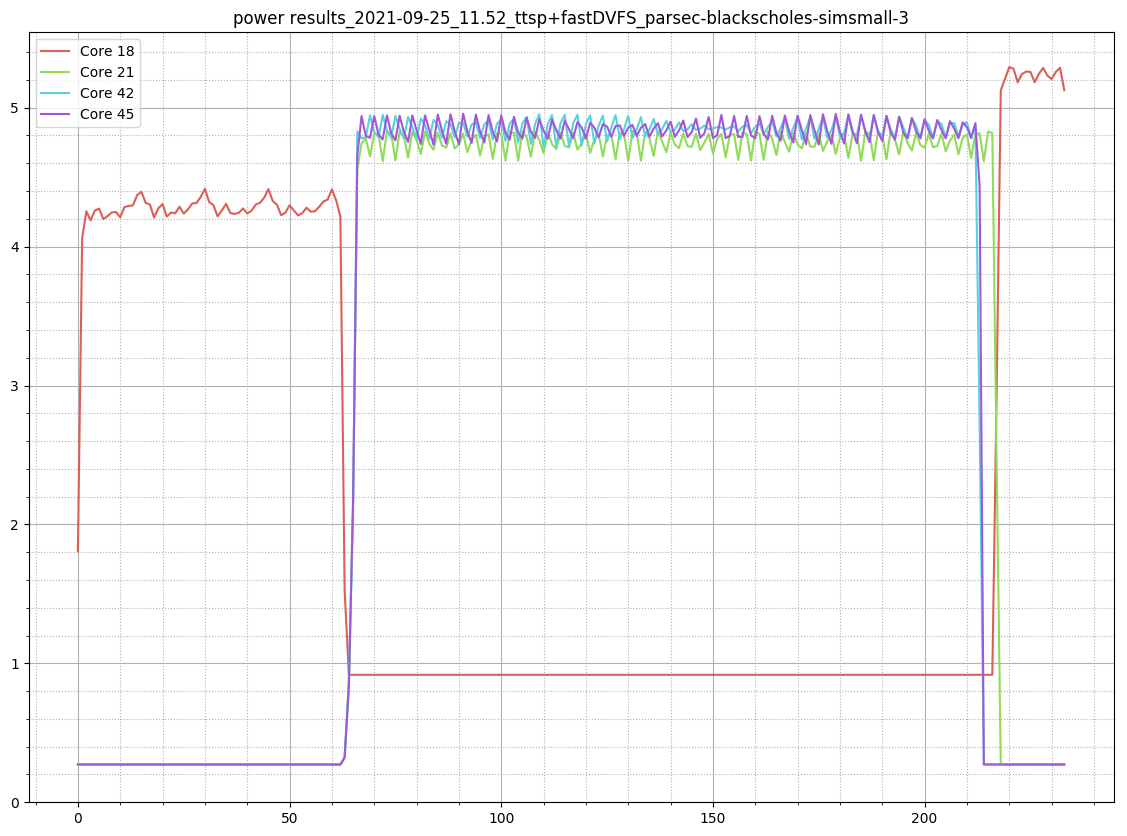 power results_2021-09-25_11.52_ttsp+fastDVFS_parsec-blackscholes-simsmall-3
Core 18
Core 21
Core 42
Core 45
5
4
3
2
1
0
0 50 100 150 200